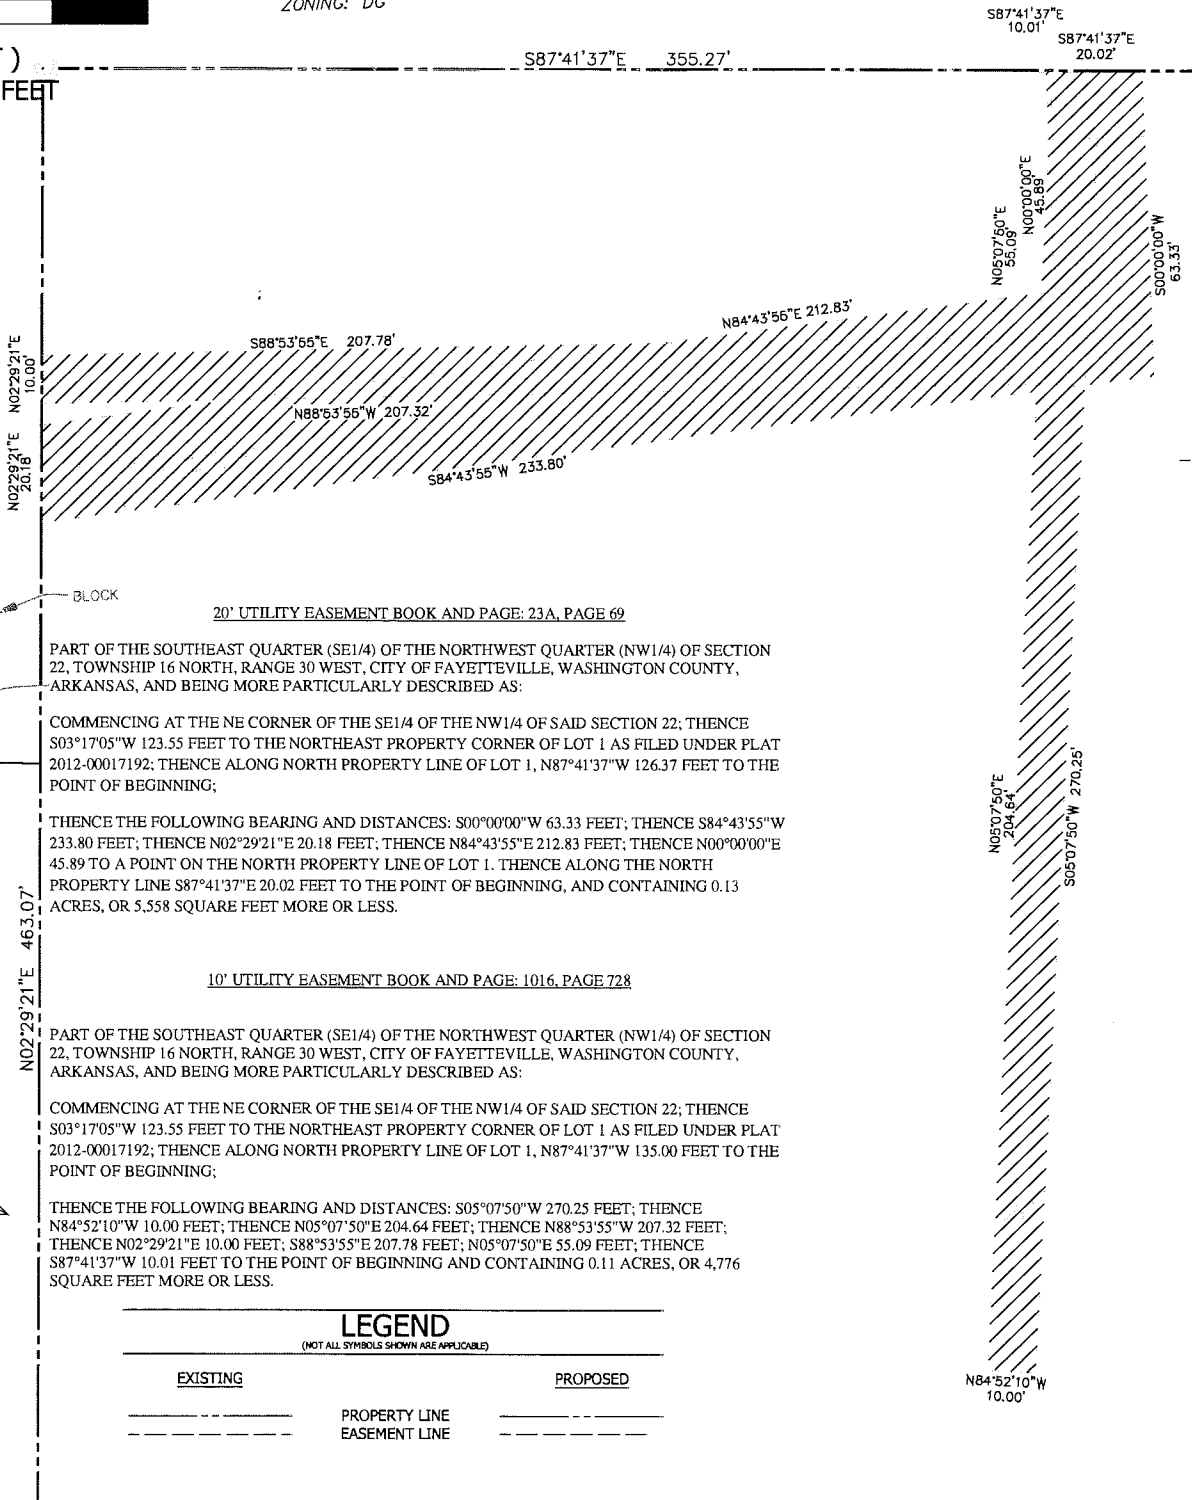 ZONING: DG
S87°41'37"E
10.01'
S87°41'37"E
20.02'
)
FEET
S87°41'37"E 355.27'
N00°00'00"E
45.89'
N05°07'50"E
55.09'
S00°00'00"W
63.33'
N84°43'55"E 212.83'
S88°53'55"E 207.78'
N02°29'21"E
10.00'
N88°53'55"W 207.32'
N02°29'21"E
20.18'
S84°43'55"W 233.80'
BLOCK
20' UTILITY EASEMENT BOOK AND PAGE: 23A, PAGE 69
PART OF THE SOUTHEAST QUARTER (SE1/4) OF THE NORTHWEST QUARTER (NW1/4) OF SECTION
22, TOWNSHIP 16 NORTH, RANGE 30 WEST, CITY OF FAYETTEVILLE, WASHINGTON COUNTY,
ARKANSAS, AND BEING MORE PARTICULARLY DESCRIBED AS:
COMMENCING AT THE NE CORNER OF THE SE1/4 OF THE NW1/4 OF SAID SECTION 22; THENCE
S03°17'05"W 123.55 FEET TO THE NORTHEAST PROPERTY CORNER OF LOT 1 AS FILED UNDER PLAT
2012-00017192; THENCE ALONG NORTH PROPERTY LINE OF LOT 1, N87°41'37"W 126.37 FEET TO THE
POINT OF BEGINNING;
THENCE THE FOLLOWING BEARING AND DISTANCES: S00°00'00"W 63.33 FEET; THENCE S84°43'55"W
233.80 FEET; THENCE N02°29'21"E 20.18 FEET; THENCE N84°43'55"E 212.83 FEET; THENCE N00°00'00"E
45.89 TO A POINT ON THE NORTH PROPERTY LINE OF LOT 1. THENCE ALONG THE NORTH
PROPERTY LINE S87°41'37"E 20.02 FEET TO THE POINT OF BEGINNING, AND CONTAINING 0.13
ACRES, OR 5,558 SQUARE FEET MORE OR LESS.
N05°07'50"E
204.64'
S05°07'50"W 270.25'
N02°29'21"E 463.07'
10' UTILITY EASEMENT BOOK AND PAGE: 1016, PAGE 728
PART OF THE SOUTHEAST QUARTER (SE1/4) OF THE NORTHWEST QUARTER (NW1/4) OF SECTION
22, TOWNSHIP 16 NORTH, RANGE 30 WEST, CITY OF FAYETTEVILLE, WASHINGTON COUNTY,
ARKANSAS, AND BEING MORE PARTICULARLY DESCRIBED AS:
COMMENCING AT THE NE CORNER OF THE SE1/4 OF THE NW1/4 OF SAID SECTION 22; THENCE
S03°17'05"W 123.55 FEET TO THE NORTHEAST PROPERTY CORNER OF LOT 1 AS FILED UNDER PLAT
2012-00017192; THENCE ALONG NORTH PROPERTY LINE OF LOT 1, N87°41'37"W 135.00 FEET TO THE
POINT OF BEGINNING;
THENCE THE FOLLOWING BEARING AND DISTANCES: S05°07'50"W 270.25 FEET; THENCE
N84°52'10"W 10.00 FEET; THENCE N05°07'50"E 204.64 FEET; THENCE N88°53'55"W 207.32 FEET;
THENCE N02°29'21"E 10.00 FEET; S88°53'55"E 207.78 FEET; N05°07'50"E 55.09 FEET; THENCE
S87°41'37"W 10.01 FEET TO THE POINT OF BEGINNING AND CONTAINING 0.11 ACRES, OR 4,776
SQUARE FEET MORE OR LESS.
LEGEND
(NOT ALL SYMBOLS SHOWN ARE APPLICABLE)
EXISTING PROPOSED
PROPERTY LINE
EASEMENT LINE
N84°52'10"W
10.00'